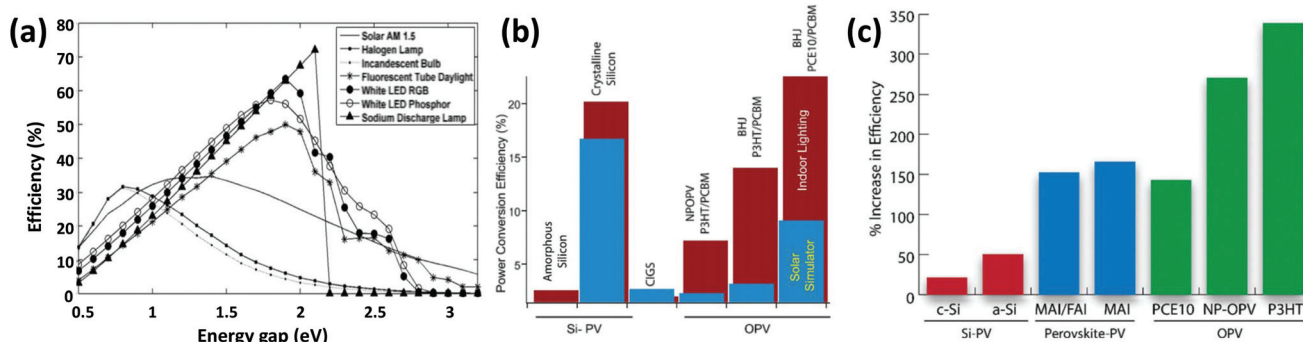 (a)
Efficiency (%)
80
70
60
50
40
30
20
10
0
0.5
1
1.5
2
2.5
3
Energy gap (eV)
Solar AM 1.5
Halogen Lamp
Incandescent Bulb
Fluorescent Tube Daylight
White LED RGB
White LED Phosphor
Sodium Discharge Lamp
(b)
Power Conversion Efficiency (%)
20
15
10
5
Amorphous
Silicon
Crystalline
Silicon
CIGS
NPOPV
P3HT/PCBM
BHJ
P3HT/PCBM
BHJ
PCE10/PCBM
Indoor Lighting
Solar
Simulator
Si- PV
OPV
(c)
% Increase in Efficiency
350
300
250
200
150
100
50
0
c-Si
a-Si
MAI/FAI
MAI
PCE10
NP-OPV
P3HT
Si-PV
Perovskite-PV
OPV